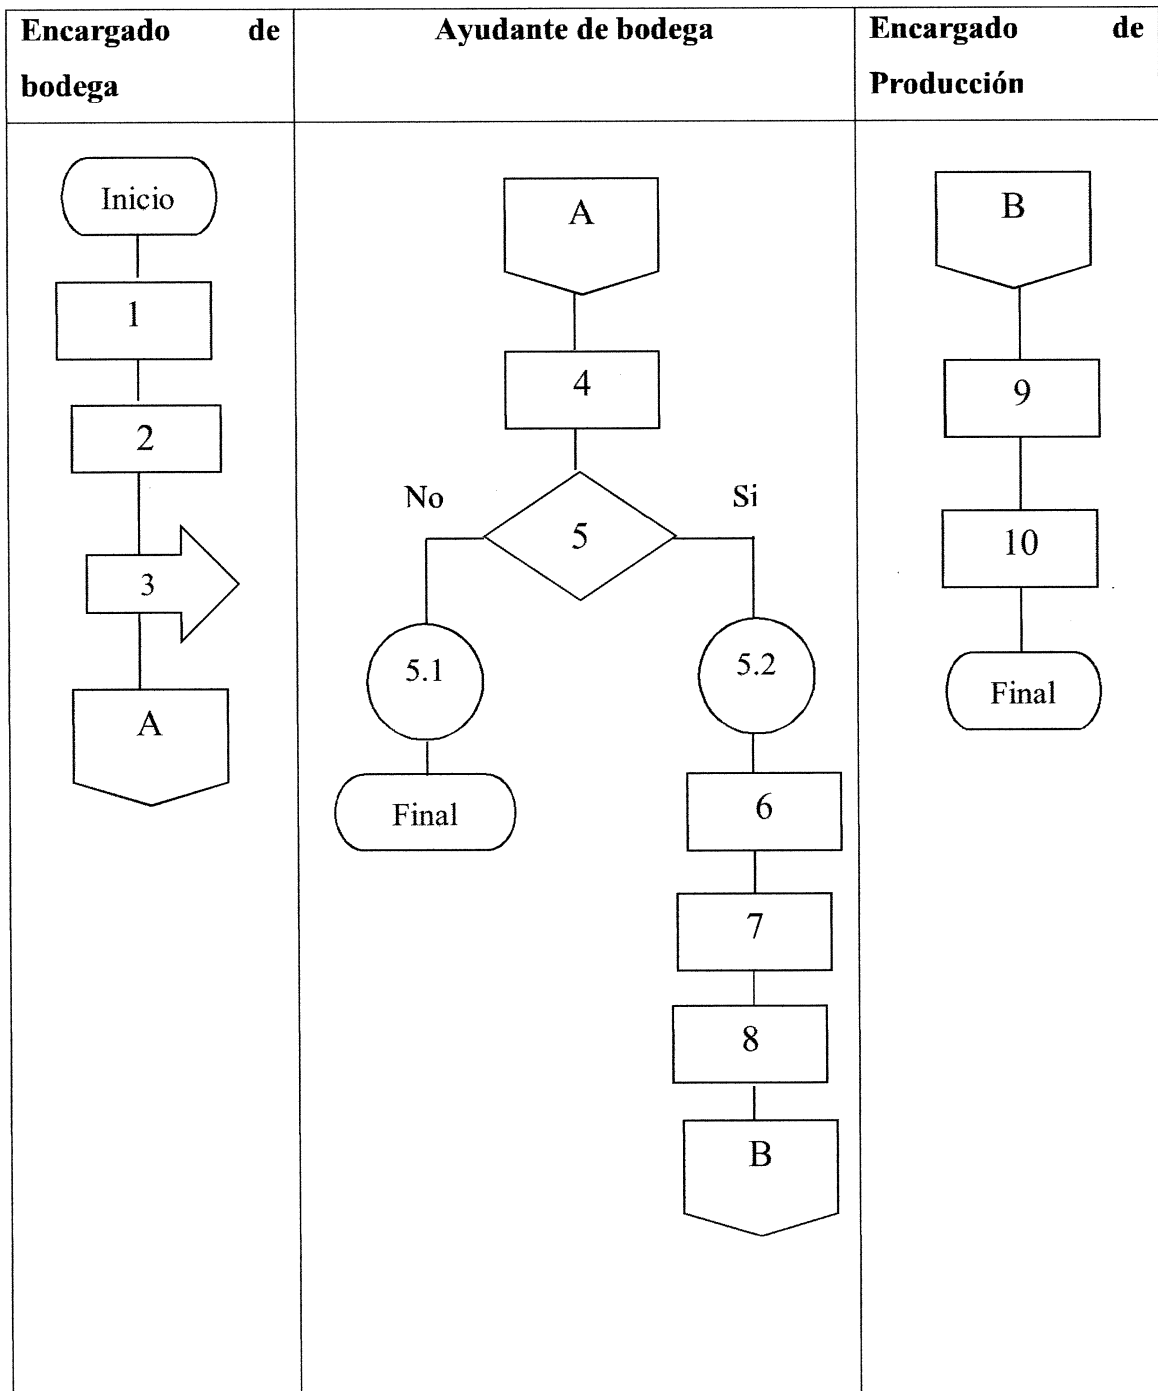 Encargado de
bodega
Ayudante de bodega
Encargado de
Producción
Inicio
1
2
3
A
A
4
No
Si
5
5.1
5.2
Final
6
7
8
B
B
9
10
Final